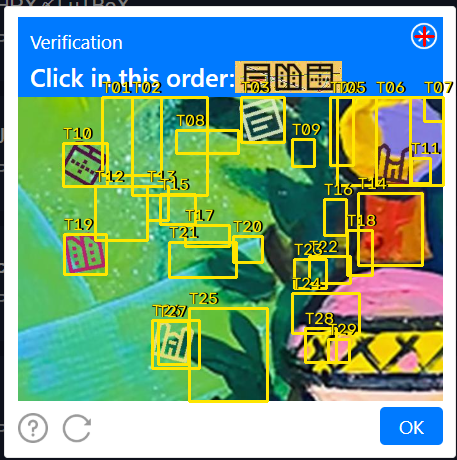 Verification
Click in this order:
T01 T02 T03 T05 T06 T07
T08
T09
T10
T11
T12 T13
T14
T15
T16
T17
T18
T19
T20
T21
T22
T23
T24
T25
T27
T28
T29
? OK